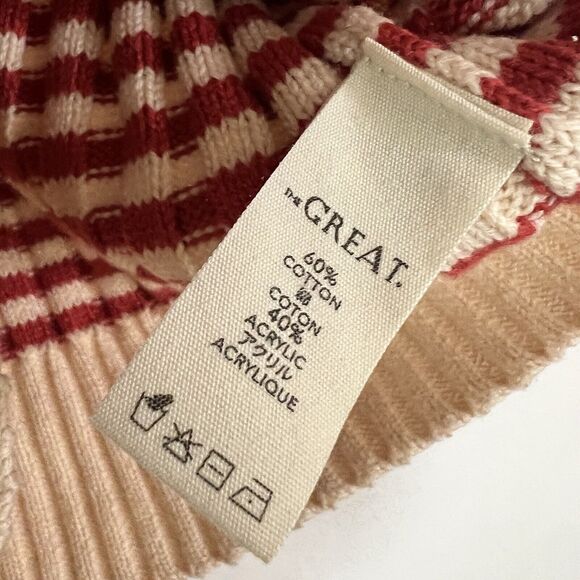 THE GREAT.
60%
COTTON
綿
COTON
40%
ACRYLIC
アクリル
ACRYLIQUE